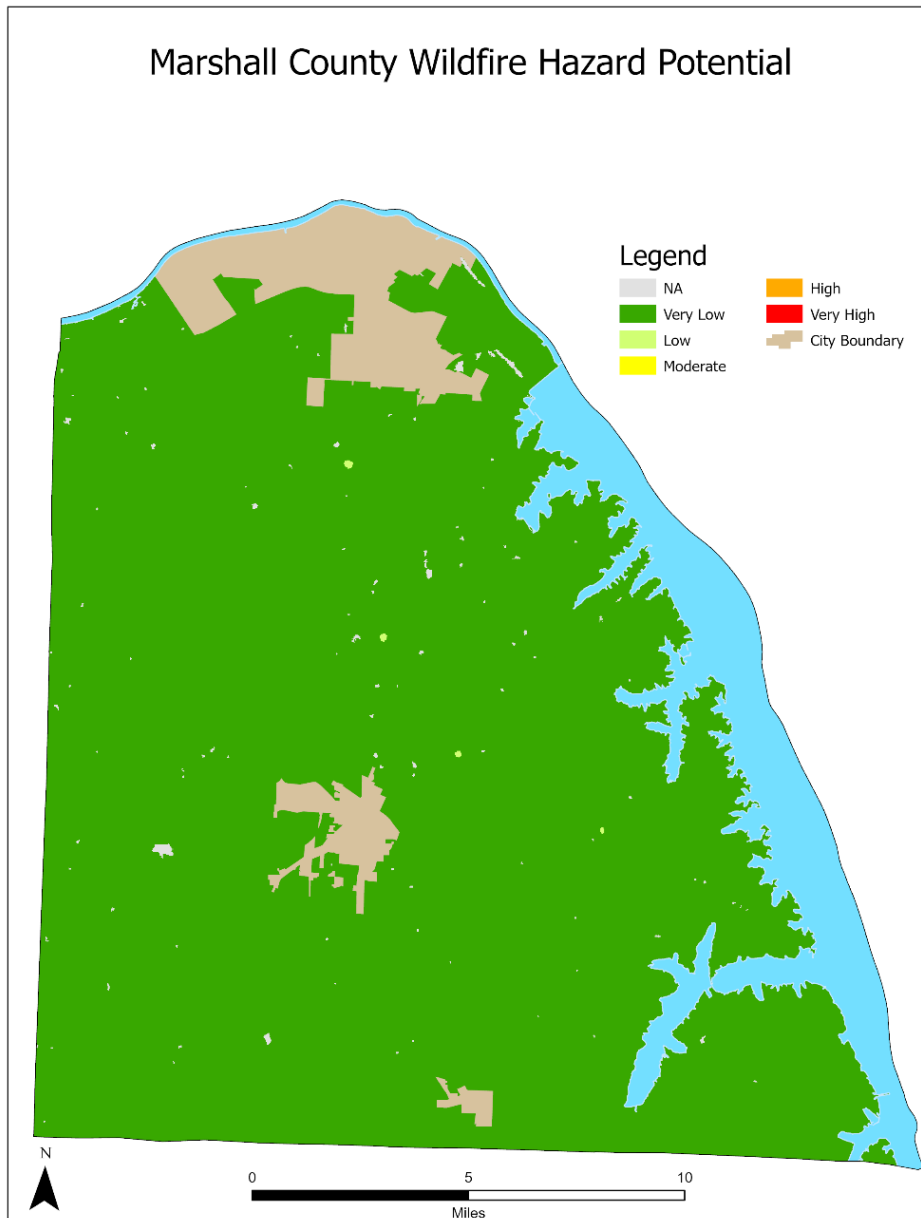 Marshall County Wildfire Hazard Potential
Legend
NA
Very Low
Low
Moderate
High
Very High
City Boundary
N
0 5 10
Miles